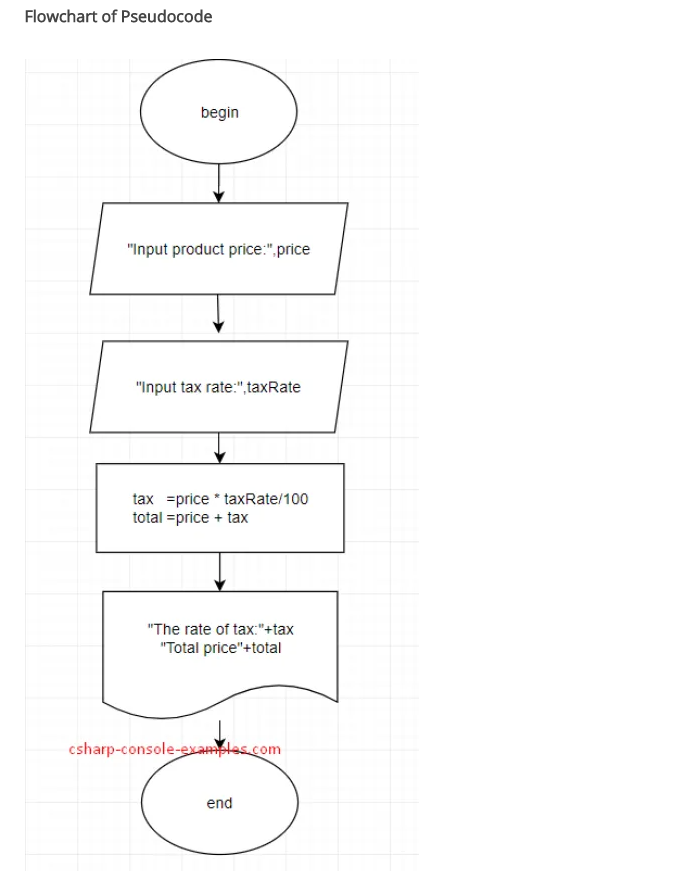 Flowchart of Pseudocode
begin
"Input product price:",price
"Input tax rate:",taxRate
tax =price * taxRate/100
total =price + tax
"The rate of tax:"+tax
"Total price"+total
csharp-console-examples.com
end